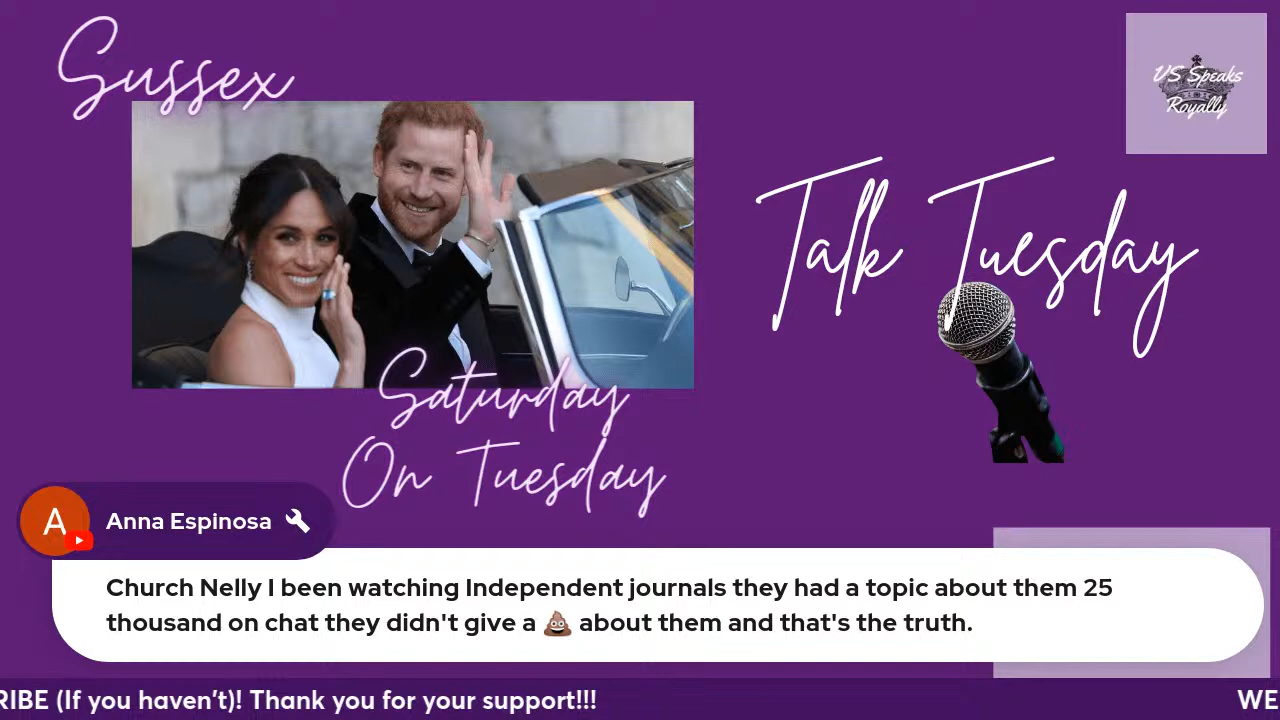 Sussex
VS Speaks
Royally
Talk Tuesday
Saturday
On Tuesday
A
Anna Espinosa
Church Nelly I been watching Independent journals they had a topic about them 25
thousand on chat they didn't give a 💩 about them and that's the truth.
RIBE (If you haven't)! Thank you for your support!!!
WE